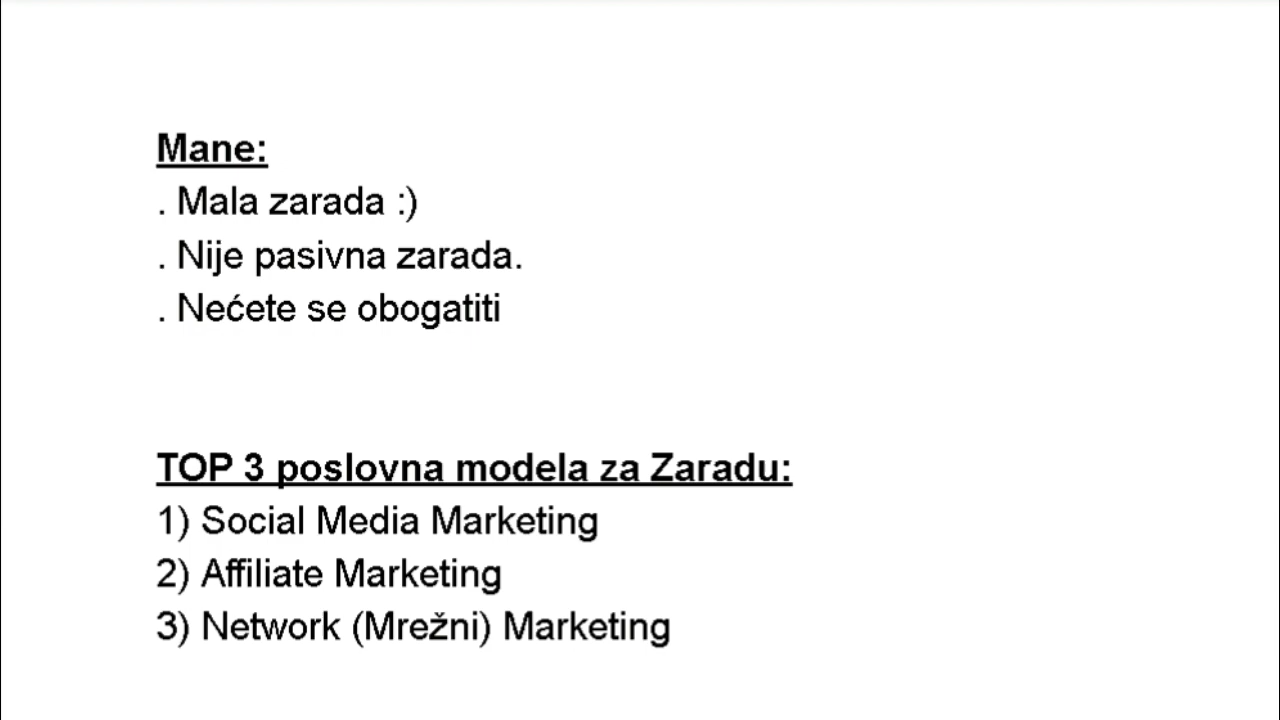 Mane:
. Mala zarada :)
. Nije pasivna zarada.
. Nećete se obogatiti
TOP 3 poslovna modela za Zaradu:
1) Social Media Marketing
2) Affiliate Marketing
3) Network (Mrežni) Marketing